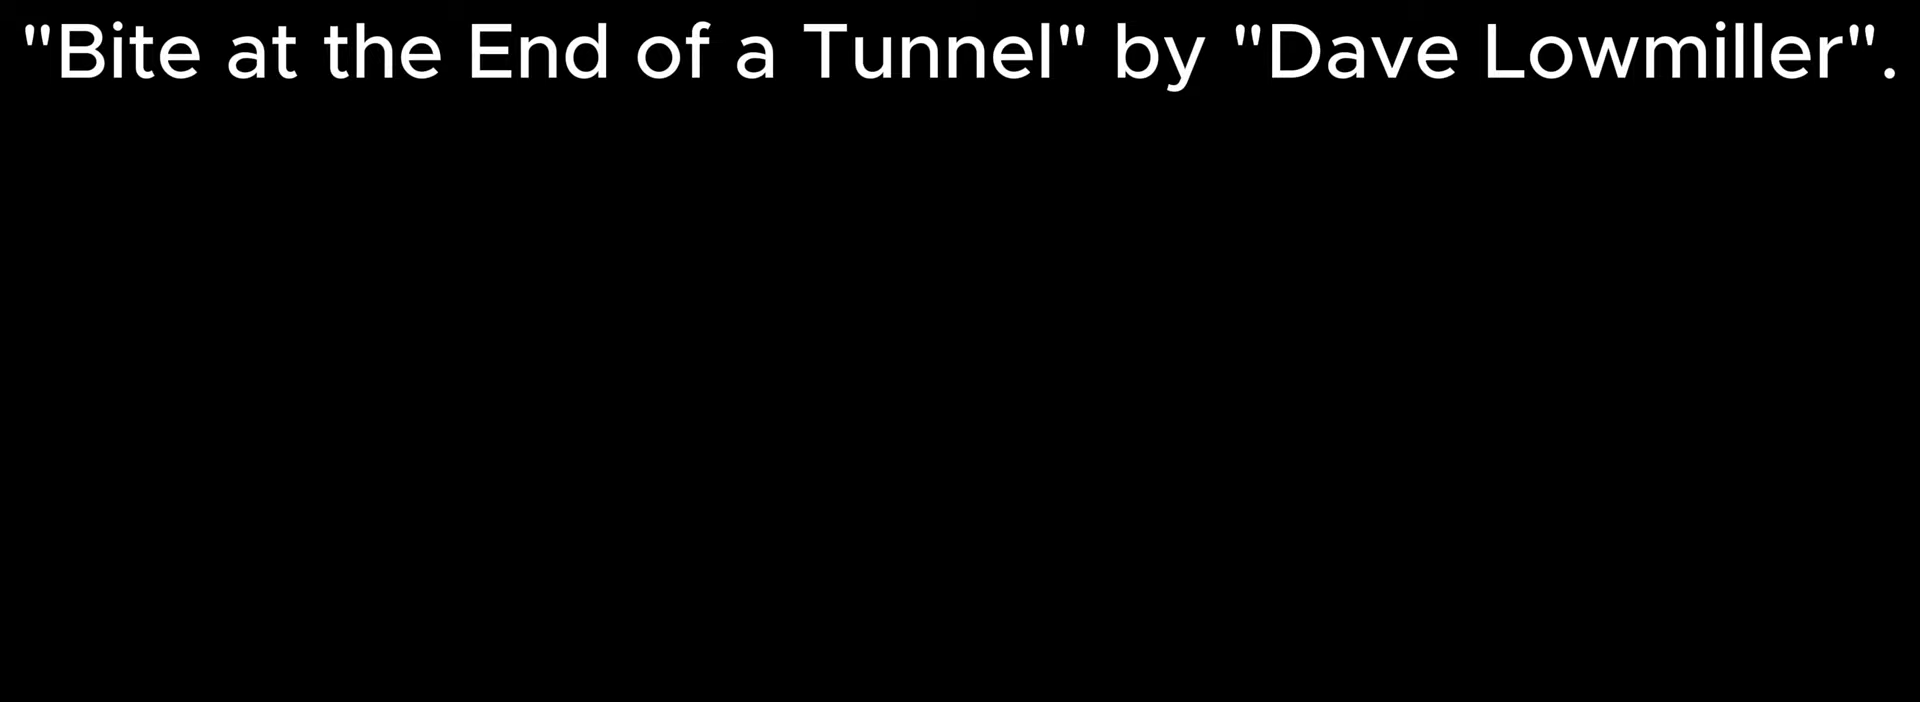 "Bite at the End of a Tunnel" by "Dave Lowmiller".